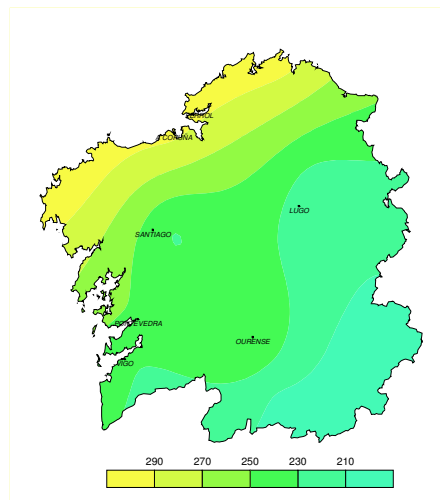 FERROL
A CORUÑA
LUGO
SANTIAGO
PONTEVEDRA
OURENSE
VIGO
290 270 250 230 210